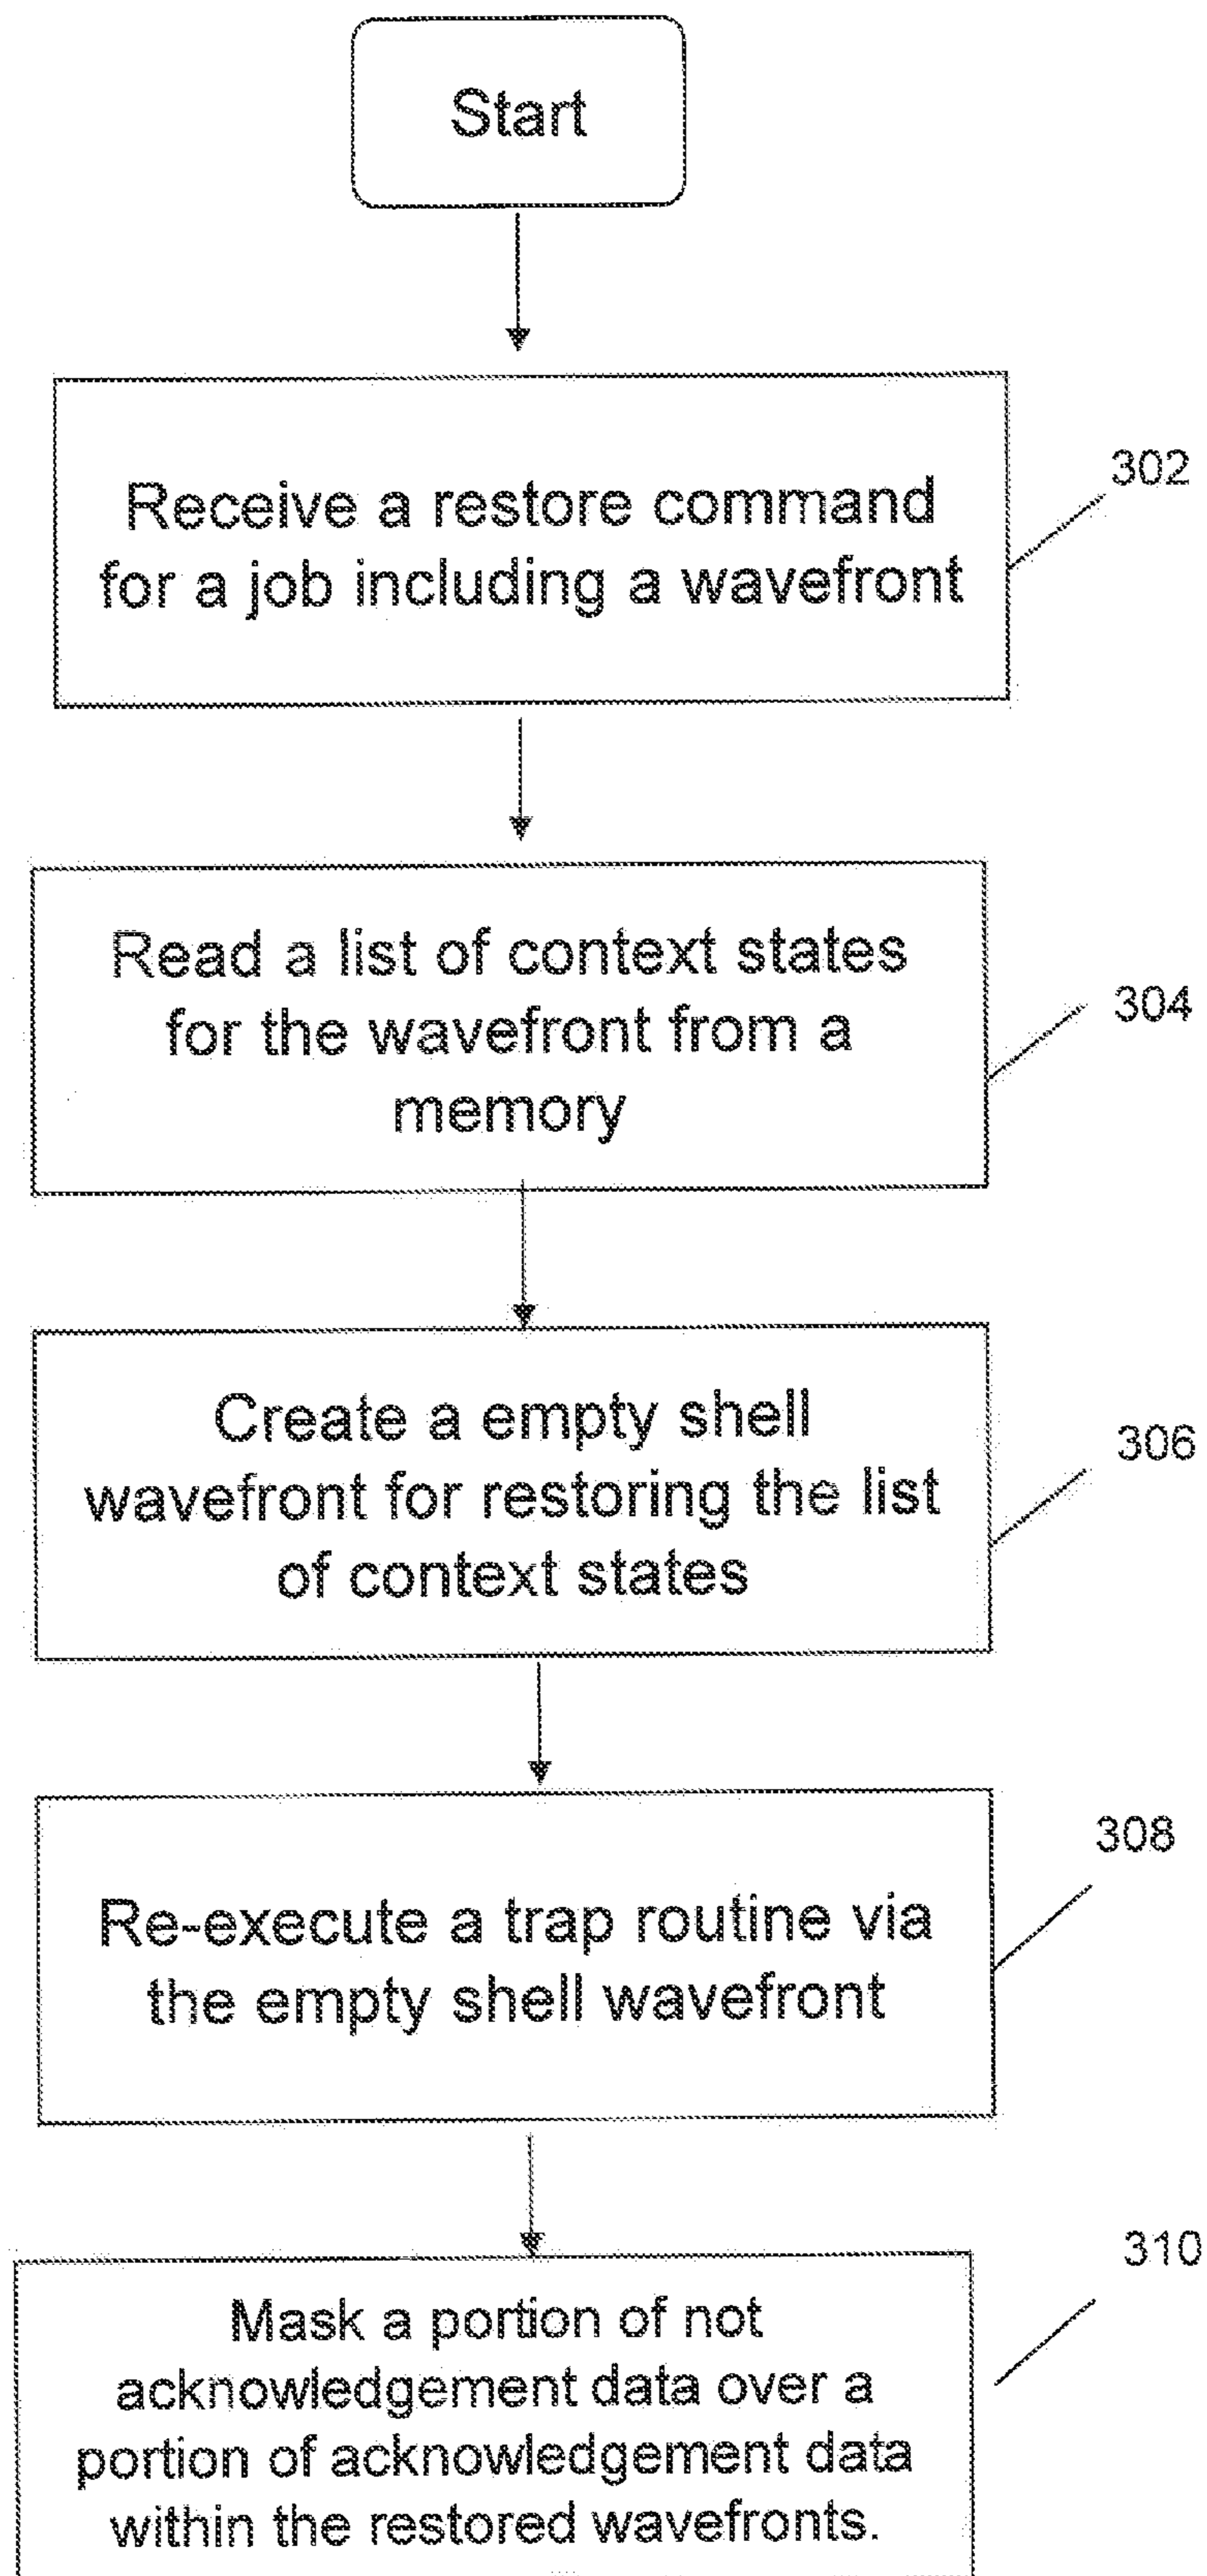 Start
Receive a restore command
for a job including a wavefront
302
Read a list of context states
for the wavefront from a
memory
304
Create a empty shell
wavefront for restoring the list
of context states
306
Re-execute a trap routine via
the empty shell wavefront
308
Mask a portion of not
acknowledgement data over a
portion of acknowledgement data
within the restored wavefronts.
310